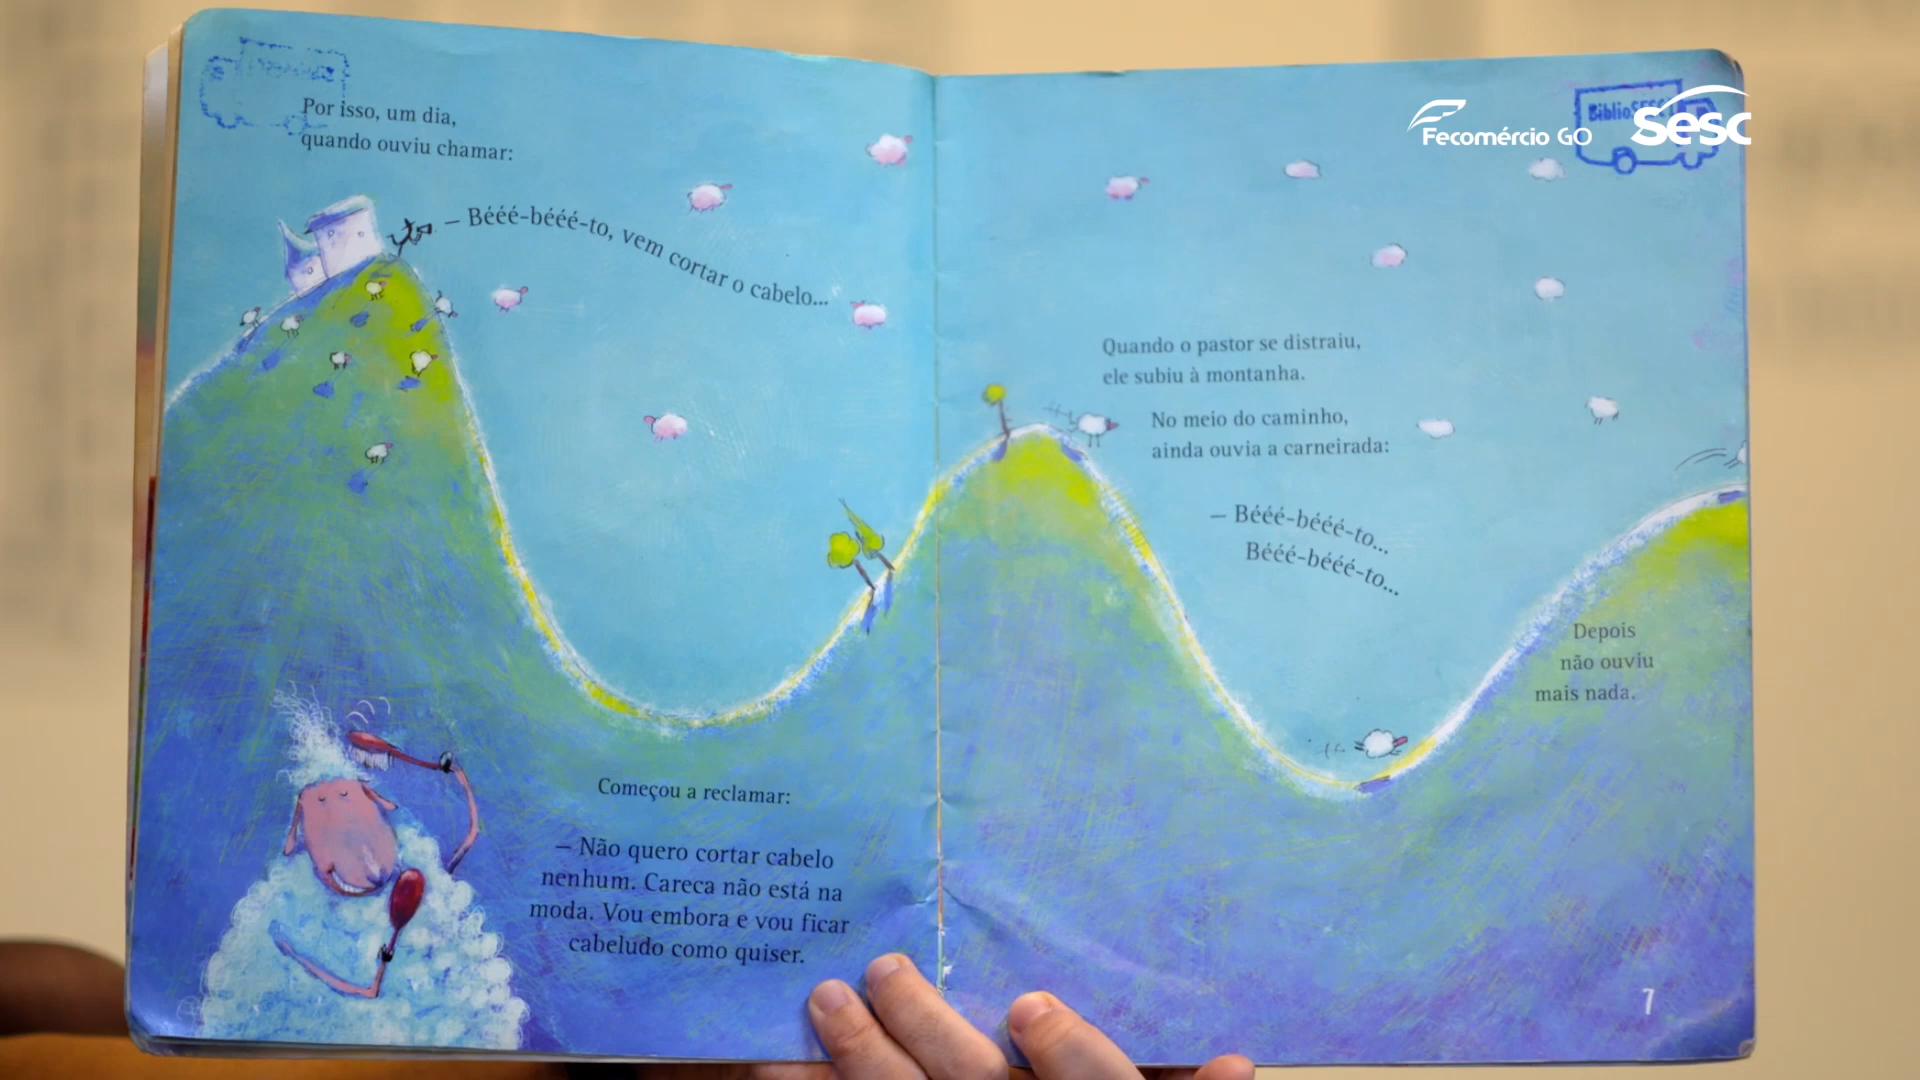 Por isso, um dia,
quando ouviu chamar:
– Bééé-bééé-to, vem cortar o cabelo...
Começou a reclamar:
– Não quero cortar cabelo
nenhum. Careca não está na
moda. Vou embora e vou ficar
cabeludo como quiser.
Fecomércio GO
Sesc
BiblioSESC
Quando o pastor se distraiu,
ele subiu à montanha.
No meio do caminho,
ainda ouvia a carneirada:
– Bééé-bééé-to...
Bééé-bééé-to...
Depois
não ouviu
mais nada.
7